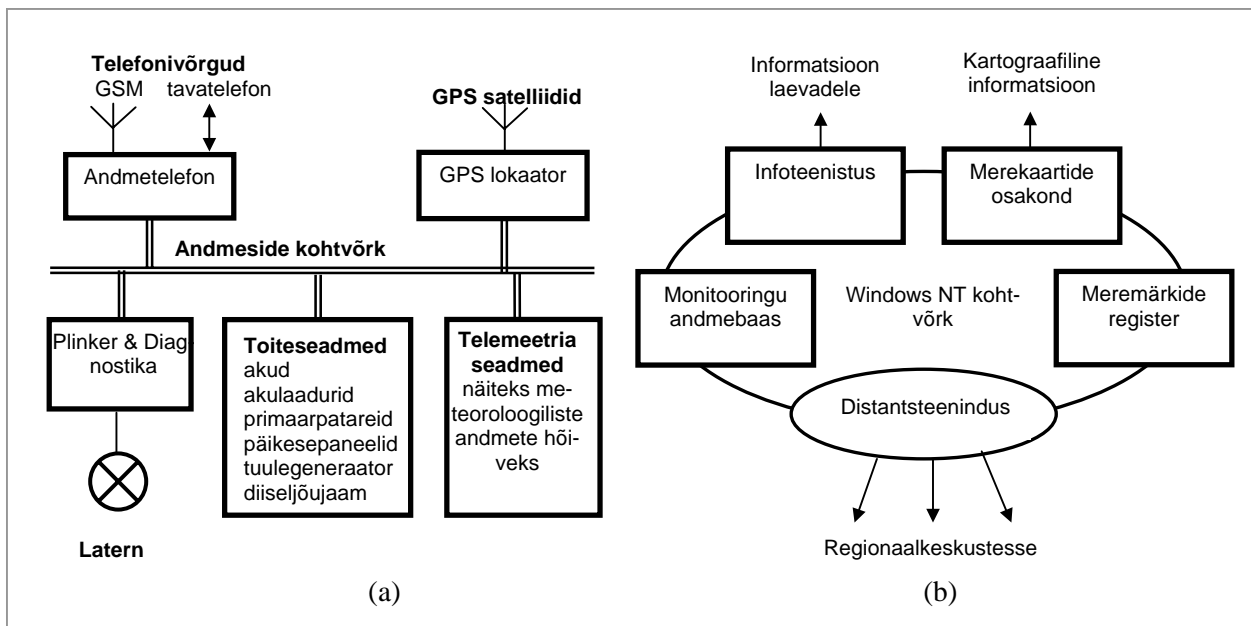 Telefonivõrgud
GSM tavatelefon
GPS satelliidid
Andmetelefon
GPS lokaator
Andmeside kohtvõrk
Plinker & Diag-
nostika
Toiteseadmed
akud
akulaadurid
primaarpatareid
päikesepaneelid
tuulegeneraator
diiseljõujaam
Telemeetria
seadmed
näiteks me-
teoroloogiliste
andmete hõi-
veks
Latern
(a)
Informatsioon
laevadele
Kartograafiline
informatsioon
Infoteenistus
Merekaartide
osakond
Monitooringu
andmebaas
Windows NT koht-
võrk
Meremärkide
register
Distantsteenindus
Regionaalkeskustesse
(b)